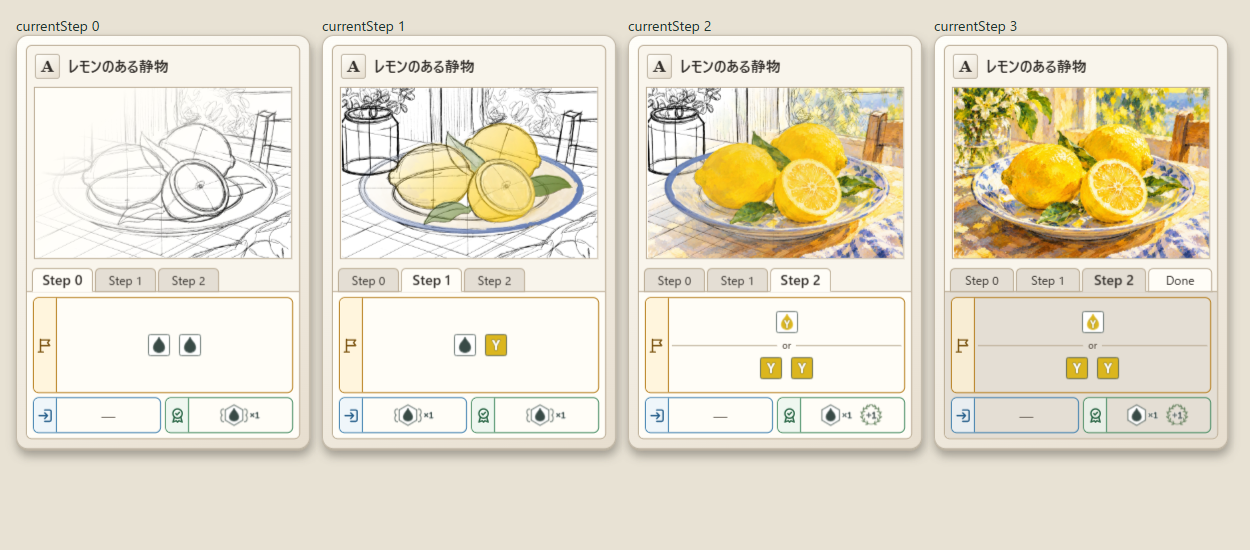 currentStep 0
A レモンのある静物
Step 0 Step 1 Step 2
— ×1
currentStep 1
A レモンのある静物
Step 0 Step 1 Step 2
Y
×1 ×1
currentStep 2
A レモンのある静物
Step 0 Step 1 Step 2
Y
or
Y Y
— ×1 +1
currentStep 3
A レモンのある静物
Step 0 Step 1 Step 2 Done
Y
or
Y Y
— ×1 +1